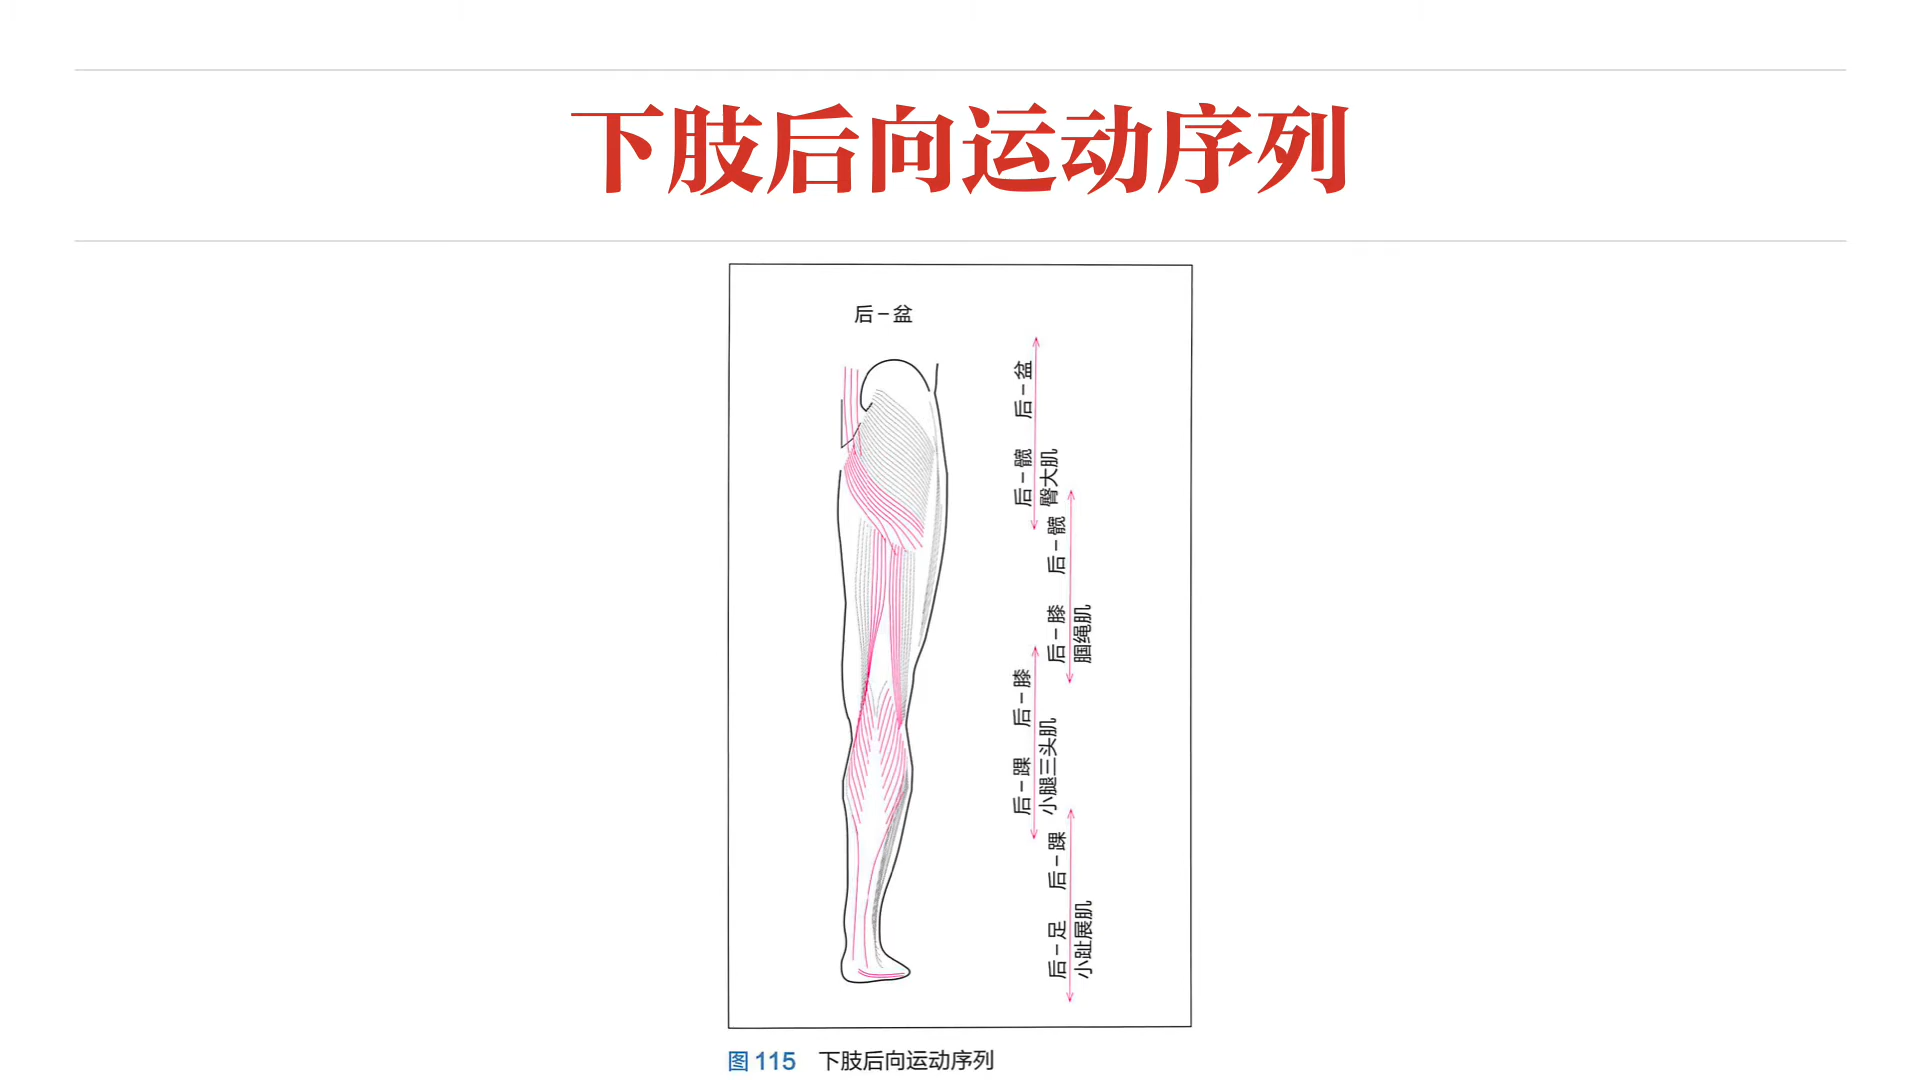 下肢后向运动序列
后-盆
后-髋 后-盆
臀大肌
后-膝 后-髋
腘绳肌
后-踝 后-膝
小腿三头肌
后-足 后-踝
小趾展肌
图 115 下肢后向运动序列